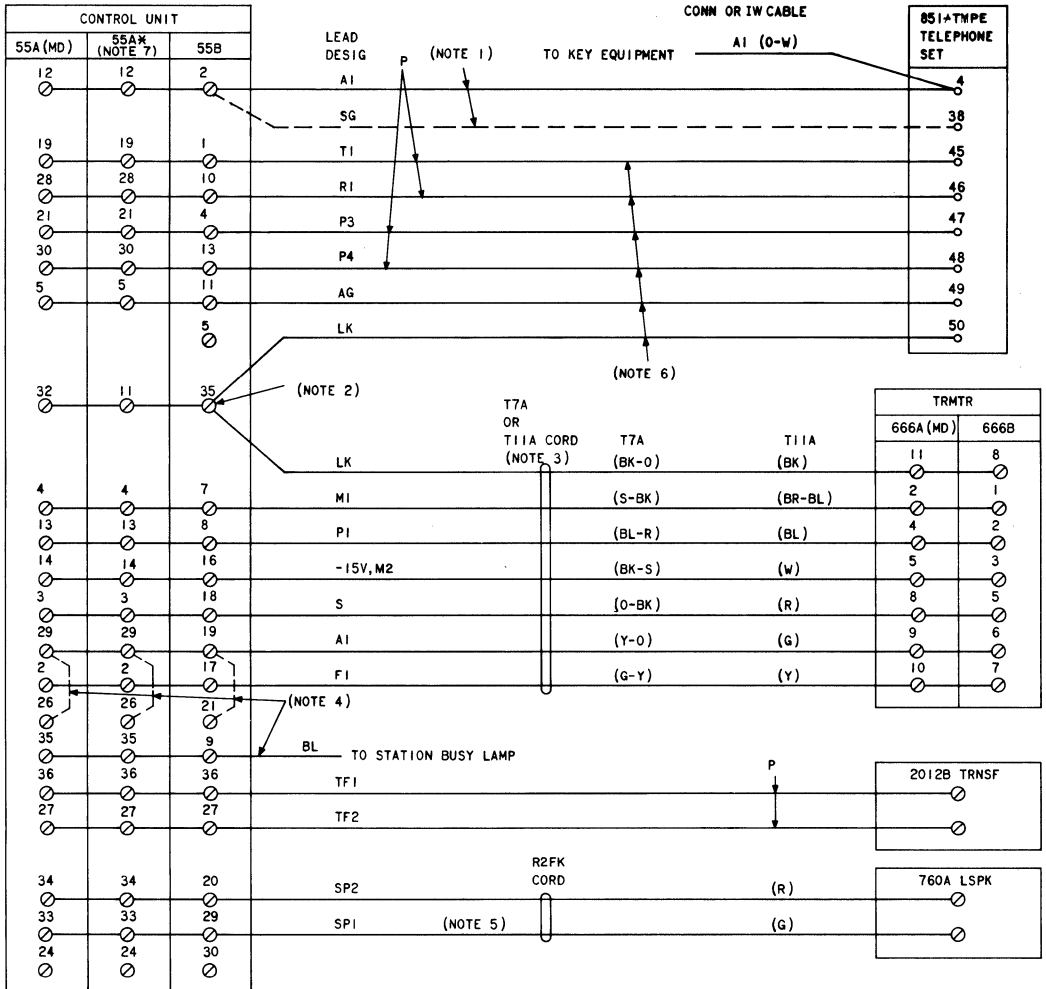 CONTROL UNIT
CONN OR IW CABLE
55A (MD) 55A* (NOTE 7) 55B
LEAD DESIG
P
(NOTE 1)
TO KEY EQUIPMENT
A1 (O-W)
TELEPHONE
SET
12 12 2 A1 4
SG 38
19 19 1 T1 45
28 28 10 R1 46
21 21 4 P3 47
30 30 13 P4 48
5 5 11 AG 49
5 LK 50
(NOTE 6)
32 11 35 (NOTE 2)
TRMTR
666A (MD) 666B
T7A
OR
T11A CORD T7A T11A
(NOTE 3)
LK (BK-O) (BK) 11 8
4 4 7 M1 (S-BK) (BR-BL) 2 1
13 13 8 P1 (BL-R) (BL) 4 2
14 14 16 -15V, M2 (BK-S) (W) 5 3
3 3 18 S (O-BK) (R) 8 5
29 29 19 A1 (Y-O) (G) 9 6
2 2 17 F1 (G-Y) (Y) 10 7
26 26 21 (NOTE 4)
35 35 9 BL TO STATION BUSY LAMP
P
2012B TRNSF
36 36 36 TF1
27 27 27 TF2
R2FK
CORD
760A LSPK
34 34 20 SP2 (R)
33 33 29 SP1 (NOTE 5) (G)
24 24 30